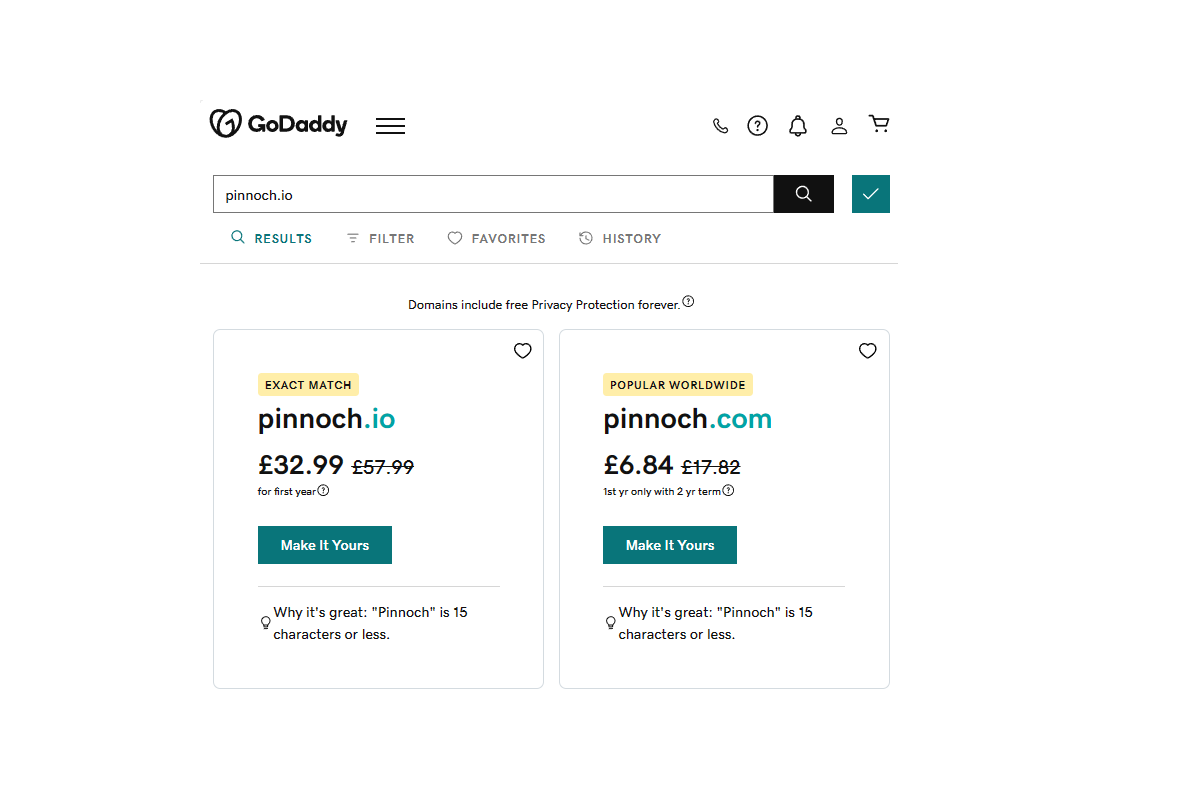 GoDaddy
pinnoch.io
RESULTS FILTER FAVORITES HISTORY
Domains include free Privacy Protection forever.
EXACT MATCH
pinnoch.io
£32.99 £57.99
for first year
Make It Yours
Why it's great: "Pinnoch" is 15
characters or less.
POPULAR WORLDWIDE
pinnoch.com
£6.84 £17.82
1st yr only with 2 yr term
Make It Yours
Why it's great: "Pinnoch" is 15
characters or less.